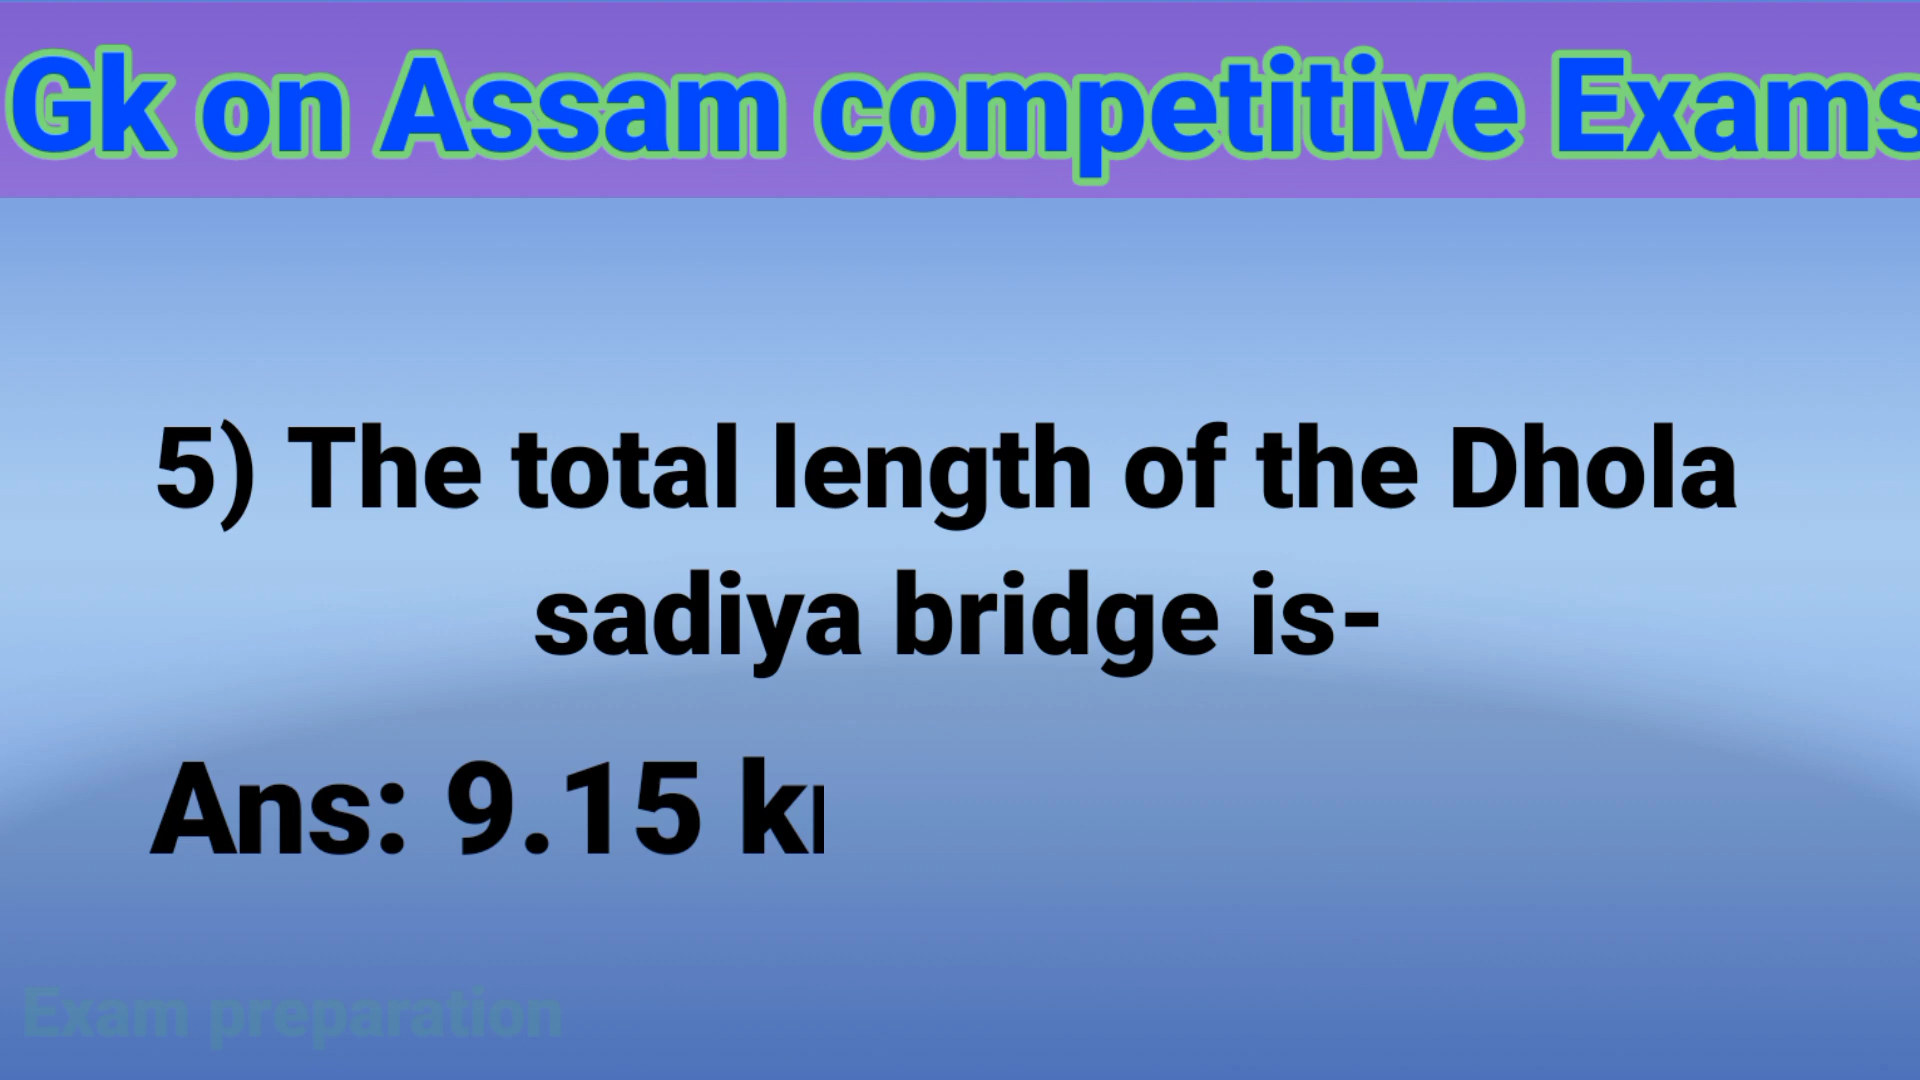 Gk on Assam competitive Exams
5) The total length of the Dhola
sadiya bridge is-
Ans: 9.15 k
Exam preparation